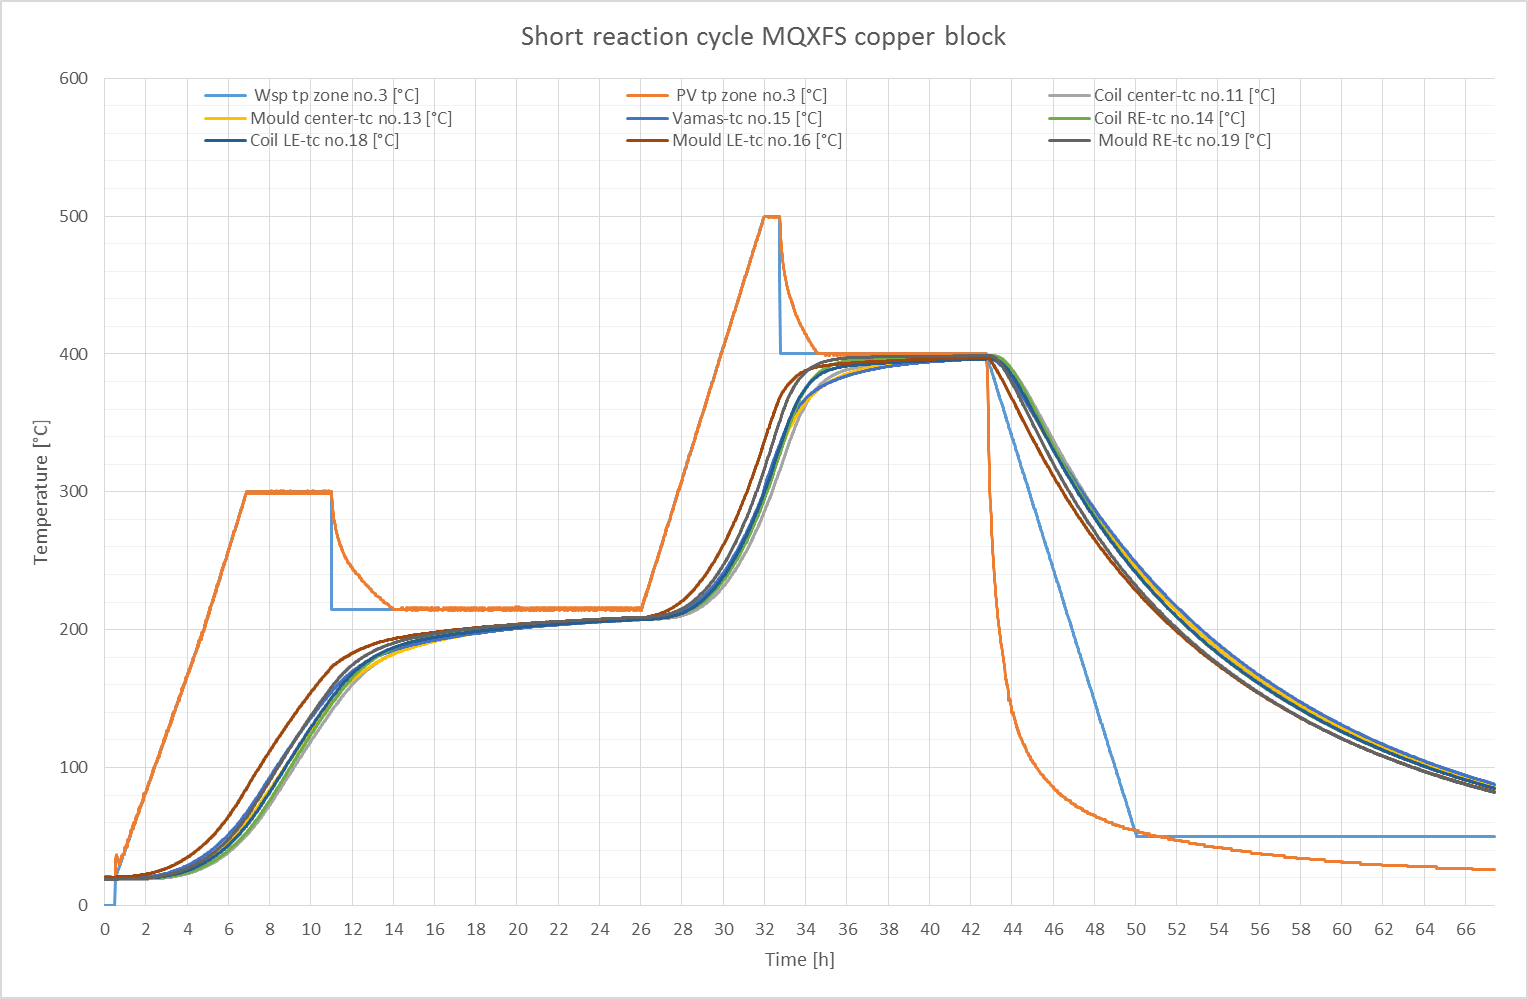 Short reaction cycle MQXFS copper block
600
Wsp tp zone no.3 [°C] PV tp zone no.3 [°C] Coil center-tc no.11 [°C]
Mould center-tc no.13 [°C] Vamas-tc no.15 [°C] Coil RE-tc no.14 [°C]
Coil LE-tc no.18 [°C] Mould LE-tc no.16 [°C] Mould RE-tc no.19 [°C]
500
400
Temperature [°C]
300
200
100
0
0 2 4 6 8 10 12 14 16 18 20 22 24 26 28 30 32 34 36 38 40 42 44 46 48 50 52 54 56 58 60 62 64 66
Time [h]